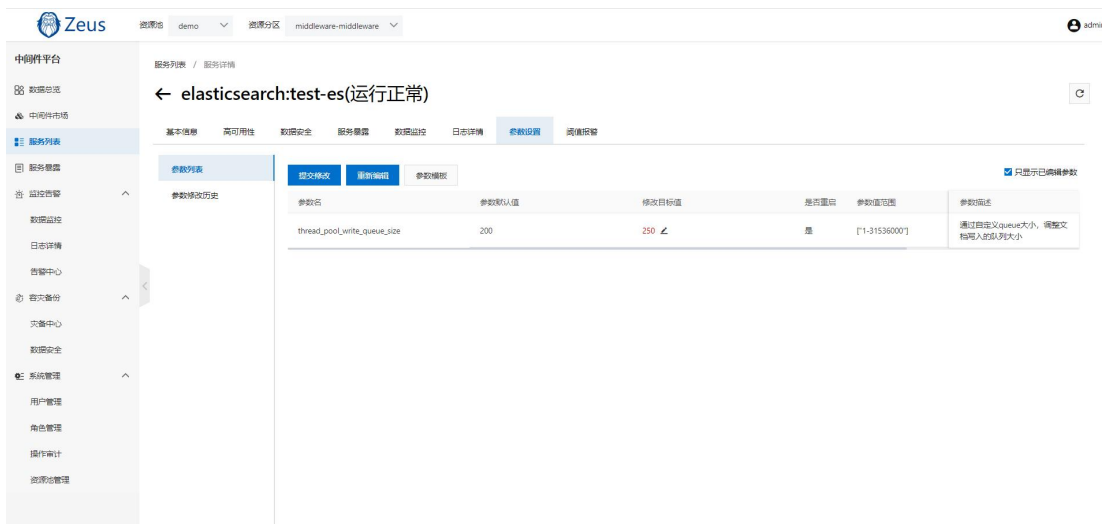 Zeus 资源池 demo 资源分区 middleware-middleware admin
中间件平台
数据总览
中间件市场
服务列表
服务暴露
监控告警
数据监控
日志详情
告警中心
容灾备份
灾备中心
数据安全
系统管理
用户管理
角色管理
操作审计
资源池管理
服务列表 / 服务详情
← elasticsearch:test-es(运行正常)
基本信息 高可用性 数据安全 服务暴露 数据监控 日志详情 参数设置 阈值报警
参数列表
参数修改历史
提交修改 重新编辑 参数模板 只显示已编辑参数
参数名 参数默认值 修改目标值 是否重启 参数值范围 参数描述
thread_pool_write_queue_size 200 250 是 ["1-31536000"] 通过自定义queue大小，调整文
档写入的队列大小